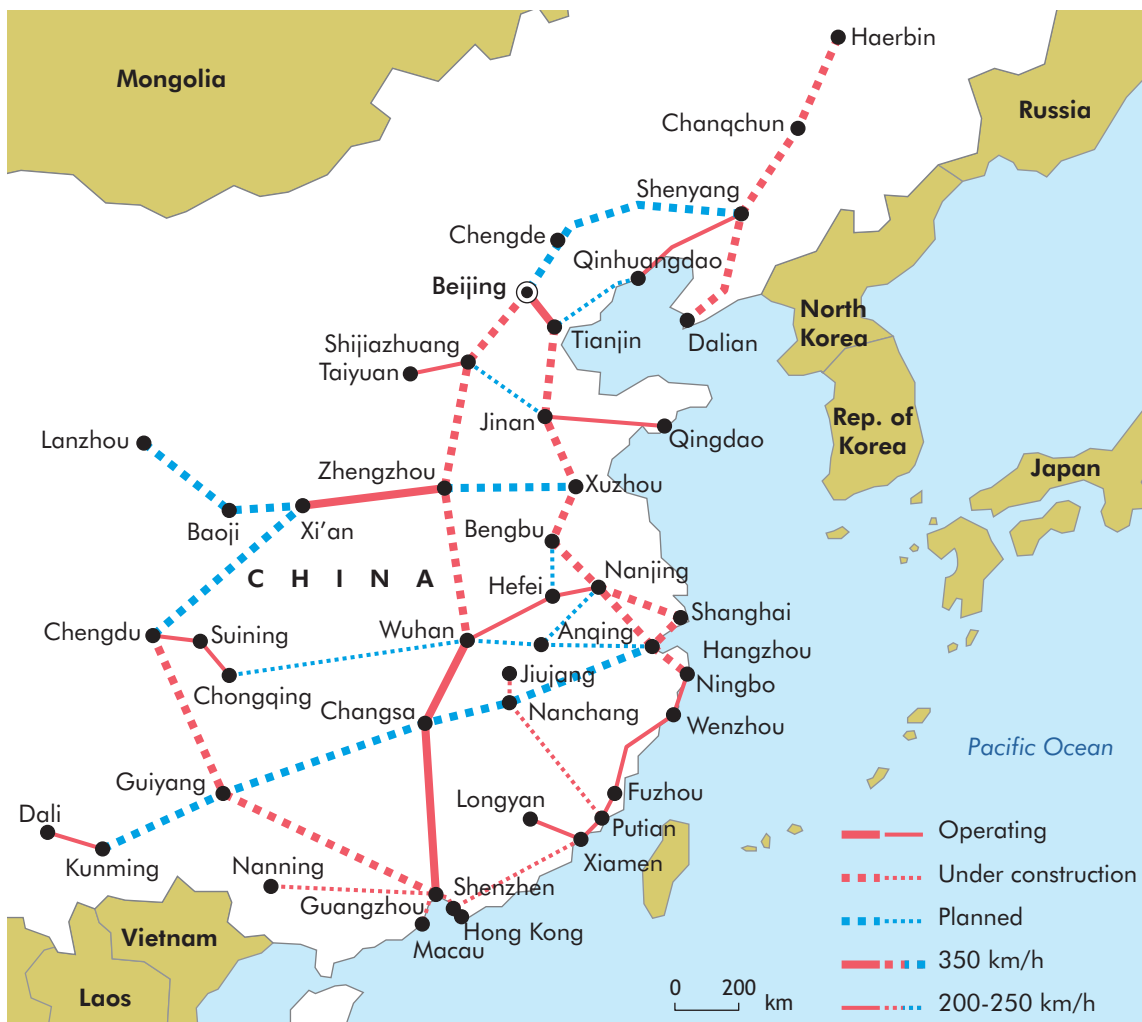 Haerbin
Mongolia
Russia
Chanqchun
Shenyang
Chengde
Qinhuangdao
Beijing
North
Korea
Tianjin
Dalian
Shijiazhuang
Taiyuan
Rep. of
Korea
Jinan
Lanzhou
Qingdao
Japan
Zhengzhou
Xuzhou
Baoji
Xi'an
Bengbu
CHINA
Nanjing
Hefei
Shanghai
Chengdu
Suining
Wuhan
Anqing
Hangzhou
Chongqing
Jiujang
Ningbo
Changsa
Nanchang
Wenzhou
Pacific Ocean
Guiyang
Dali
Longyan
Fuzhou
Kunming
Putian
Operating
Xiamen
Nanning
Under construction
Shenzhen
Guangzhou
Planned
Hong Kong
Macau
Vietnam
350 km/h
Laos
0 200
km
200-250 km/h